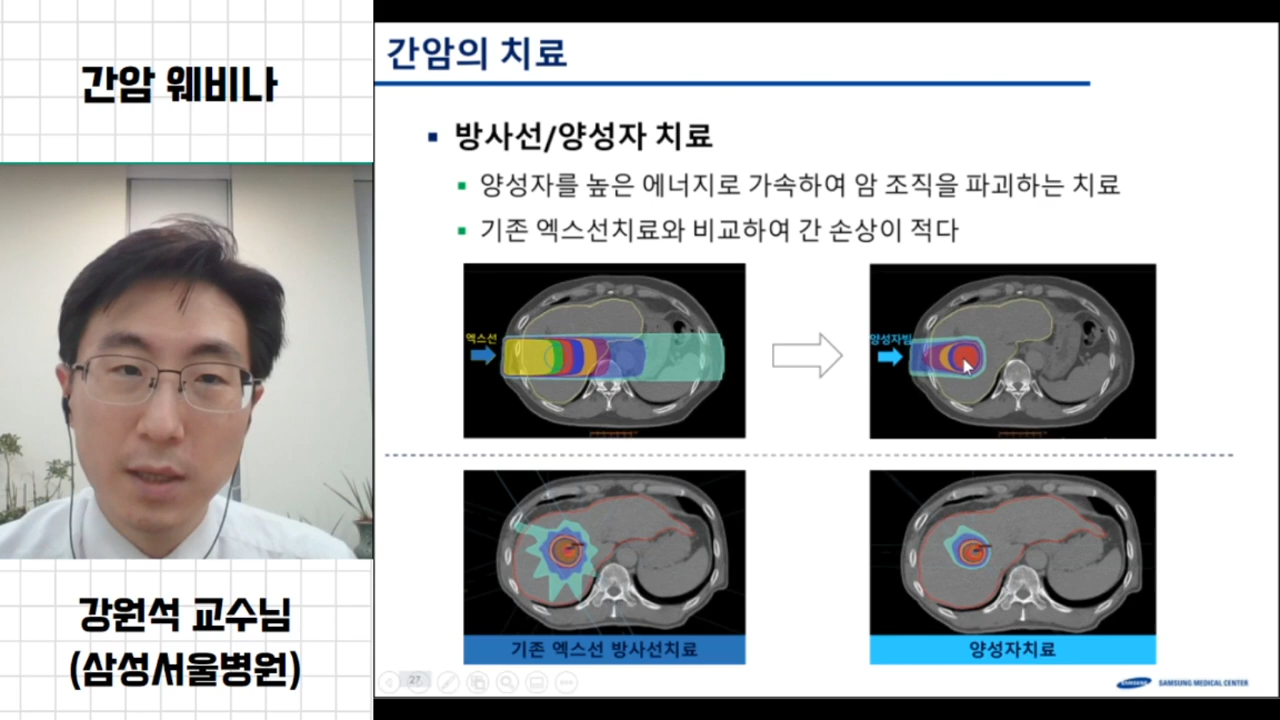 간암 웨비나
강원석 교수님
(삼성서울병원)
간암의 치료
방사선/양성자 치료
양성자를 높은 에너지로 가속하여 암 조직을 파괴하는 치료
기존 엑스선치료와 비교하여 간 손상이 적다
엑스선
양성자빔
기존 엑스선 방사선치료
양성자치료
27
SAMSUNG
SAMSUNG MEDICAL CENTER